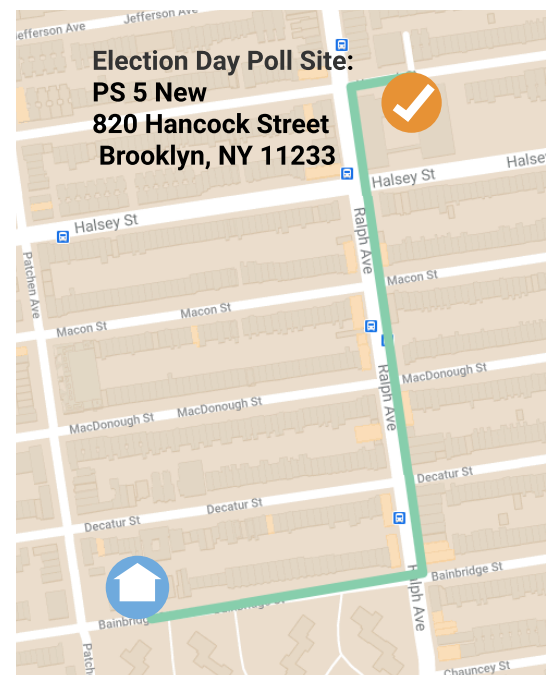 Jefferson Ave
Jefferson Ave
Election Day Poll Site:
PS 5 New
820 Hancock Street
Brooklyn, NY 11233
Halsey St
Halsey
Halsey St
Ralph Ave
Patchen Ave
Macon St
Macon St
Macon St
MacDonough St
Ralph Ave
MacDonough St
MacDonough St
Decatur St
Decatur St
Decatur St
Bainbridge St
Ralph Ave
Bainbridg
Patch
Chauncey St